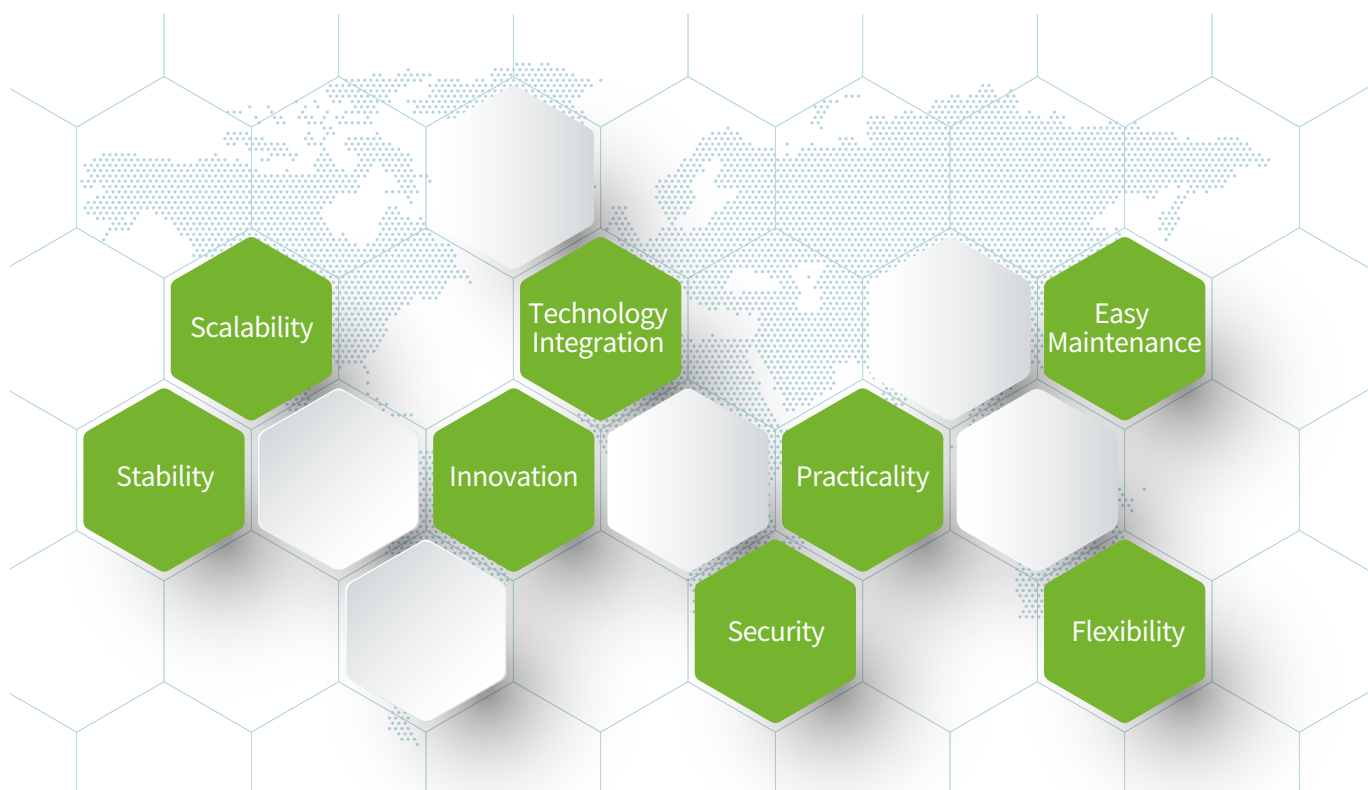 Scalability
Technology
Integration
Easy
Maintenance
Stability
Innovation
Practicality
Security
Flexibility